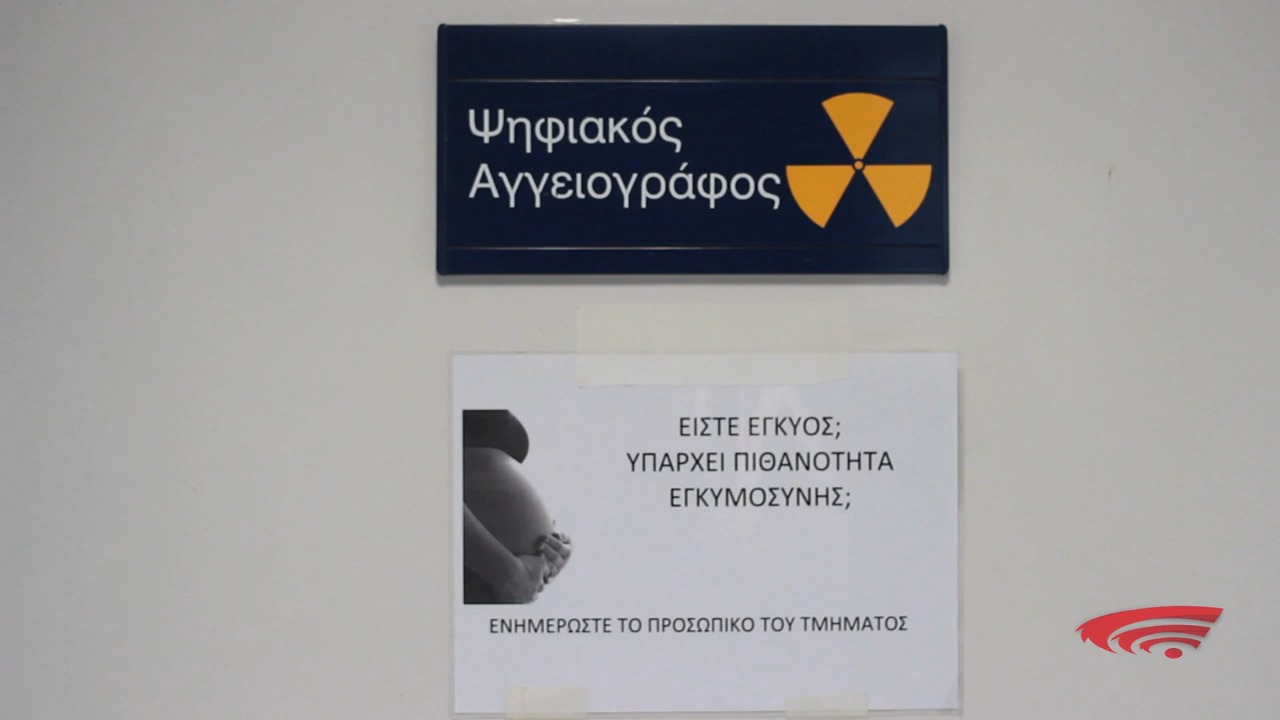 Ψηφιακός
Αγγειογράφος
ΕΙΣΤΕ ΕΓΚΥΟΣ;
ΥΠΑΡΧΕΙ ΠΙΘΑΝΟΤΗΤΑ
ΕΓΚΥΜΟΣΥΝΗΣ;
ΕΝΗΜΕΡΩΣΤΕ ΤΟ ΠΡΟΣΩΠΙΚΟ ΤΟΥ ΤΜΗΜΑΤΟΣ